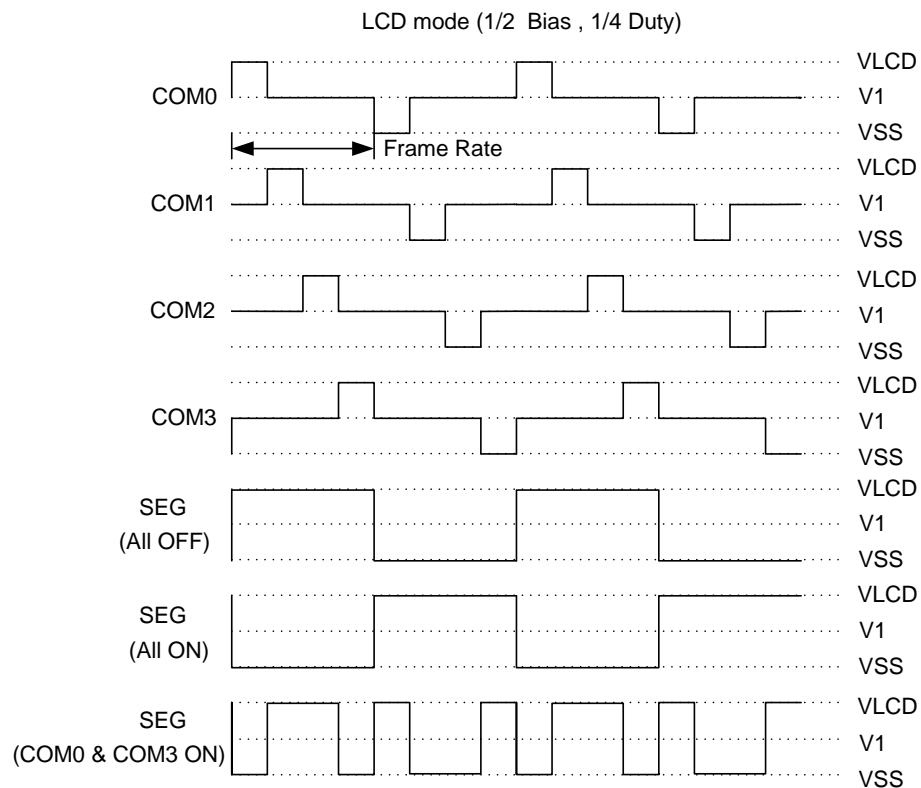 LCD mode (1/2 Bias , 1/4 Duty)
VLCD
COM0
V1
VSS
Frame Rate
VLCD
COM1
V1
VSS
VLCD
COM2
V1
VSS
VLCD
COM3
V1
VSS
VLCD
SEG
(All OFF)
V1
VSS
VLCD
SEG
(All ON)
V1
VSS
VLCD
SEG
(COM0 & COM3 ON)
V1
VSS